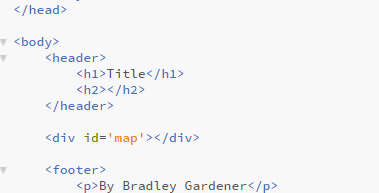 </head>
<body>
<header>
<h1>Title</h1>
<h2></h2>
</header>
<div id='map'></div>
<footer>
<p>By Bradley Gardener</p>